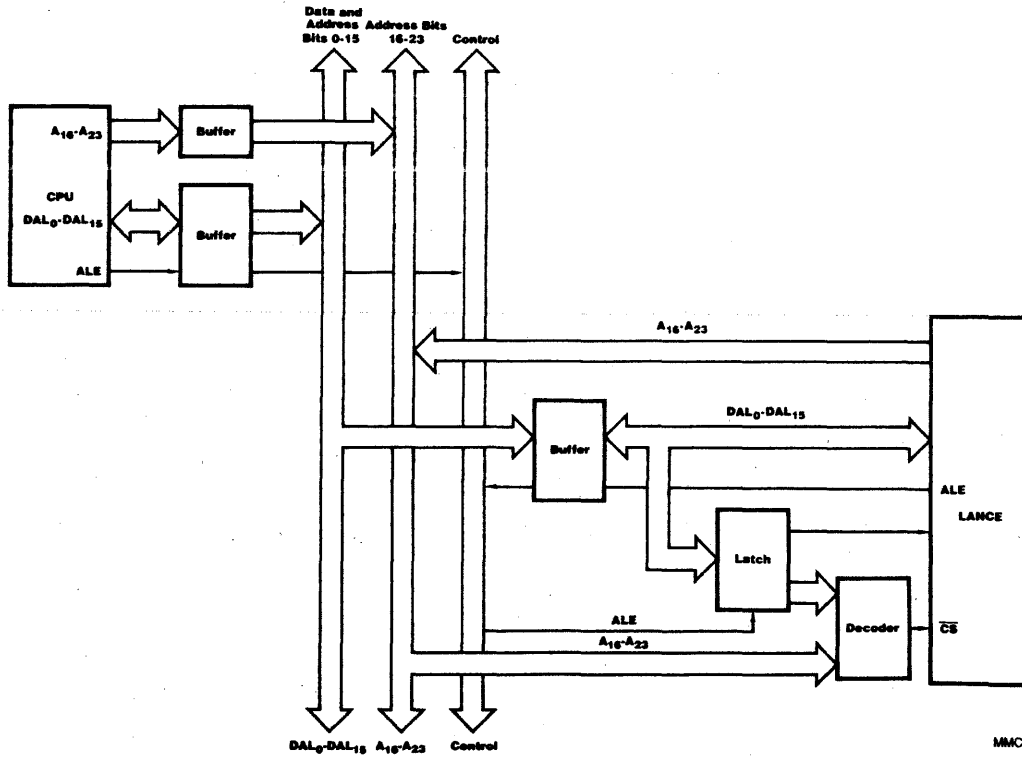 Data and
Address
Bits 0-15
Address Bits
16-23
Control
A16-A23
Buffer
CPU
DAL0-DAL15
Buffer
ALE
A16-A23
DAL0-DAL15
Buffer
ALE
LANCE
Latch
ALE
Decoder
CS
A16-A23
DAL0-DAL15
A16-A23
Control
MMC